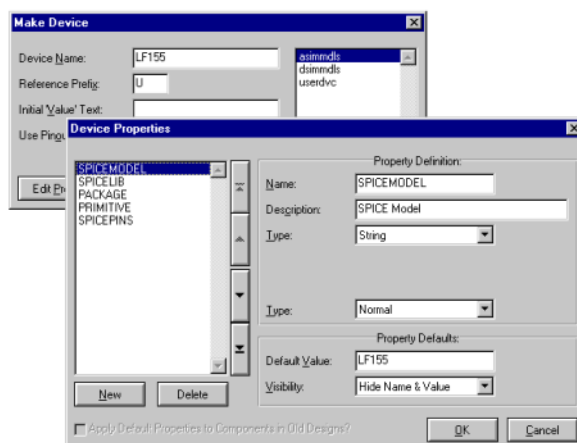 Make Device
Device Name: LF155
Reference Prefix: U
Initial 'Value' Text:
asimmdls
dsimmdls
userdvc
Device Properties
SPICEMODEL
SPICELIB
PACKAGE
PRIMITIVE
SPICEPINS
New Delete
Property Definition:
Name: SPICEMODEL
Description: SPICE Model
Type: String
Type: Normal
Property Defaults:
Default Value: LF155
Visibility: Hide Name & Value
Apply Default Properties to Components in Old Designs?
OK Cancel
Use
Edit